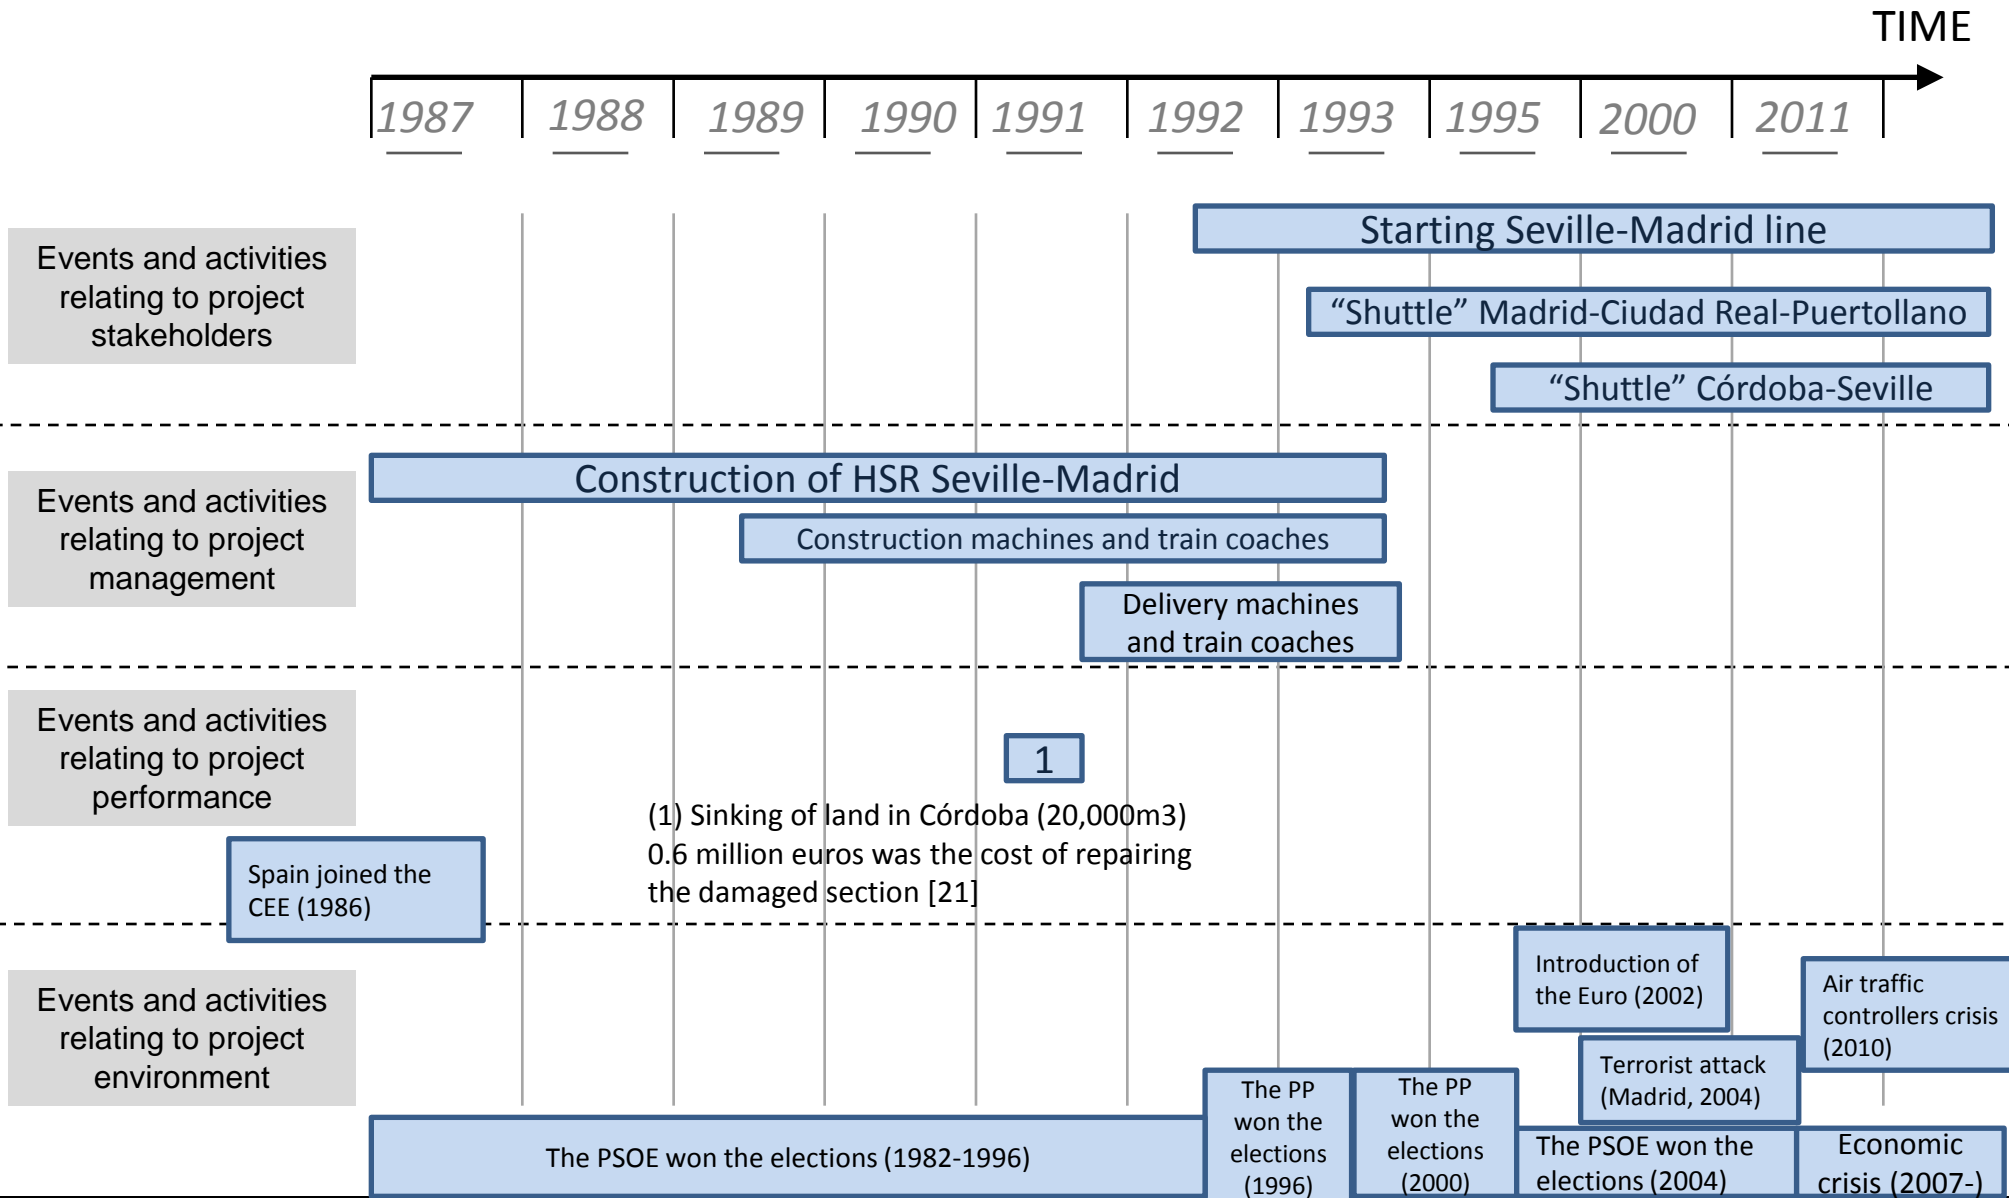 TIME
1987 1988 1989 1990 1991 1992 1993 1995 2000 2011
Events and activities
relating to project
stakeholders
Starting Seville-Madrid line
“Shuttle” Madrid-Ciudad Real-Puertollano
“Shuttle” Córdoba-Seville
Events and activities
relating to project
management
Construction of HSR Seville-Madrid
Construction machines and train coaches
Delivery machines
and train coaches
Events and activities
relating to project
performance
1
(1) Sinking of land in Córdoba (20,000m3)
0.6 million euros was the cost of repairing
the damaged section [21]
Spain joined the
CEE (1986)
Events and activities
relating to project
environment
Introduction of
the Euro (2002)
Air traffic
controllers crisis
(2010)
Terrorist attack
(Madrid, 2004)
The PSOE won the elections (1982-1996)
The PP
won the
elections
(1996)
The PP
won the
elections
(2000)
The PSOE won the
elections (2004)
Economic
crisis (2007-)